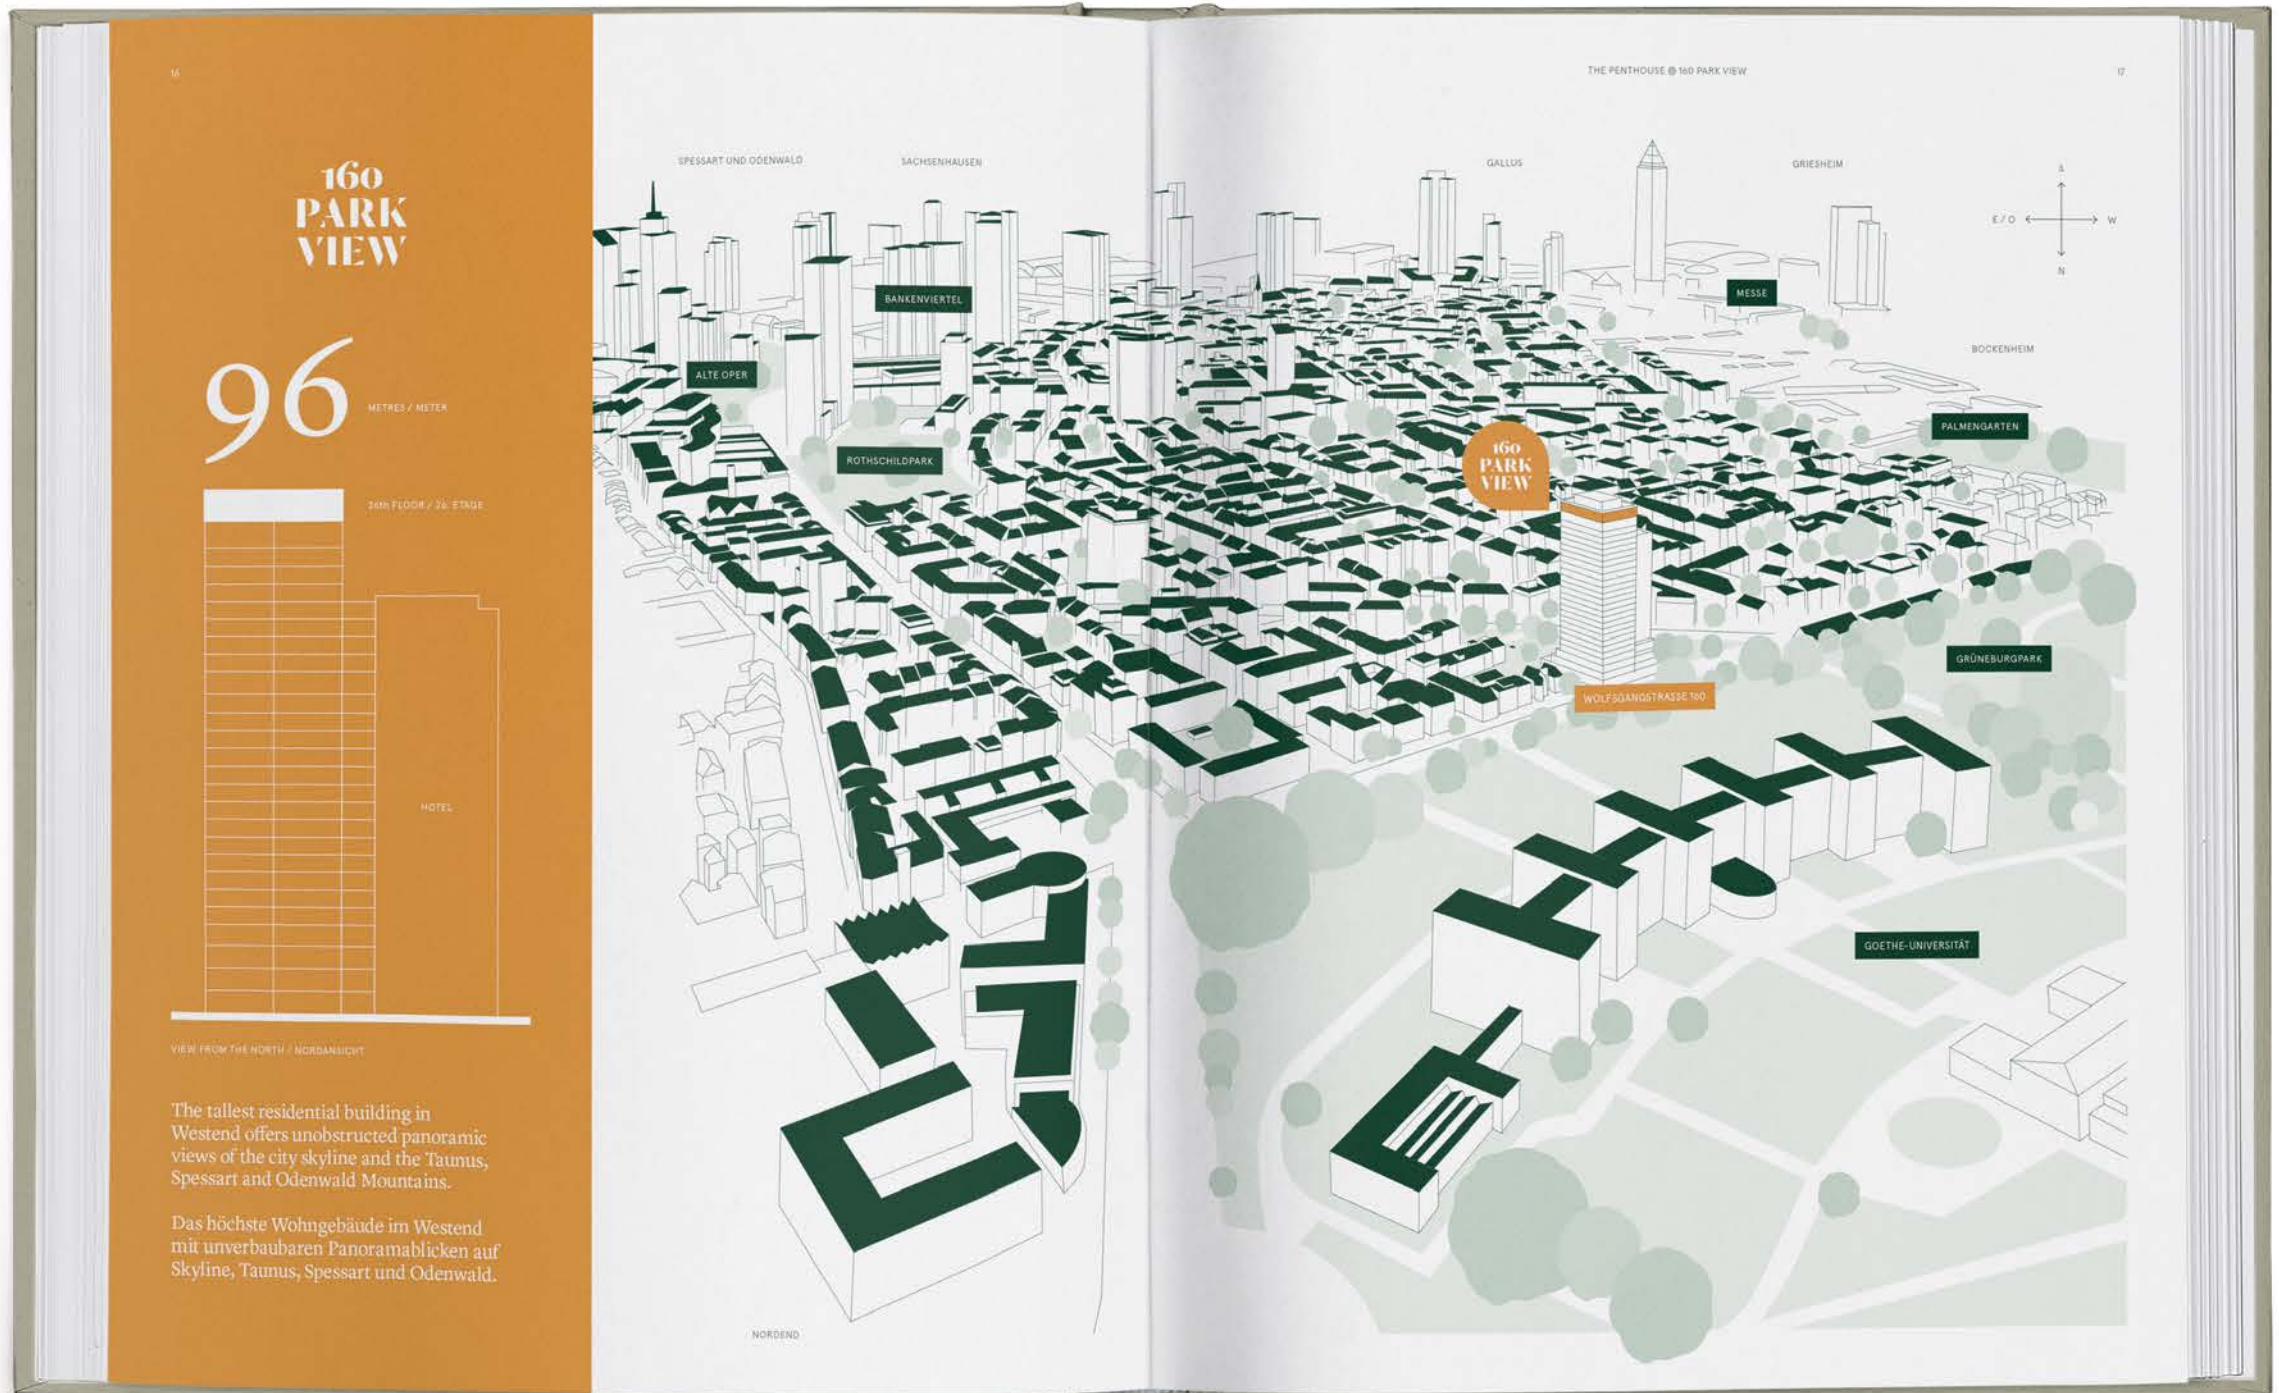 16
160
PARK
VIEW
96
METRES / METER
26th FLOOR / 26. ETAGE
HOTEL
VIEW FROM THE NORTH / NORDANSICHT
The tallest residential building in
Westend offers unobstructed panoramic
views of the city skyline and the Taunus,
Spessart and Odenwald Mountains.
Das höchste Wohngebäude im Westend
mit unverbaubaren Panoramablicken auf
Skyline, Taunus, Spessart und Odenwald.
THE PENTHOUSE @ 160 PARK VIEW
17
SPESSART UND ODENWALD
SACHSENHAUSEN
GALLUS
GRIESHEIM
E / O
W
N
BANKENVIERTEL
MESSE
BOCKENHEIM
ALTE OPER
PALMENGARTEN
ROTHSCHILDPARK
160
PARK
VIEW
GRÜNEBURGPARK
WOLFSGANGSTRASSE 160
GOETHE-UNIVERSITÄT
NORDEND